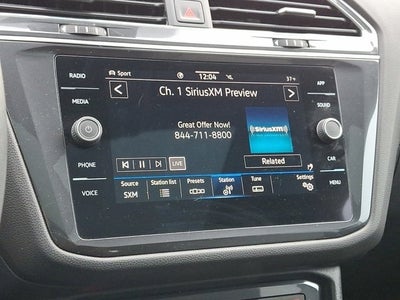 RADIO
Sport
12:04
37°F
APP
< Ch. 1 SiriusXM Preview >
MEDIA
SOUND
Great Offer Now!
844-711-8800
SiriusXM
PHONE
LIVE
Related
CAR
VOICE
Source
Station list
Presets
Station
Tune
Settings
MENU
SXM